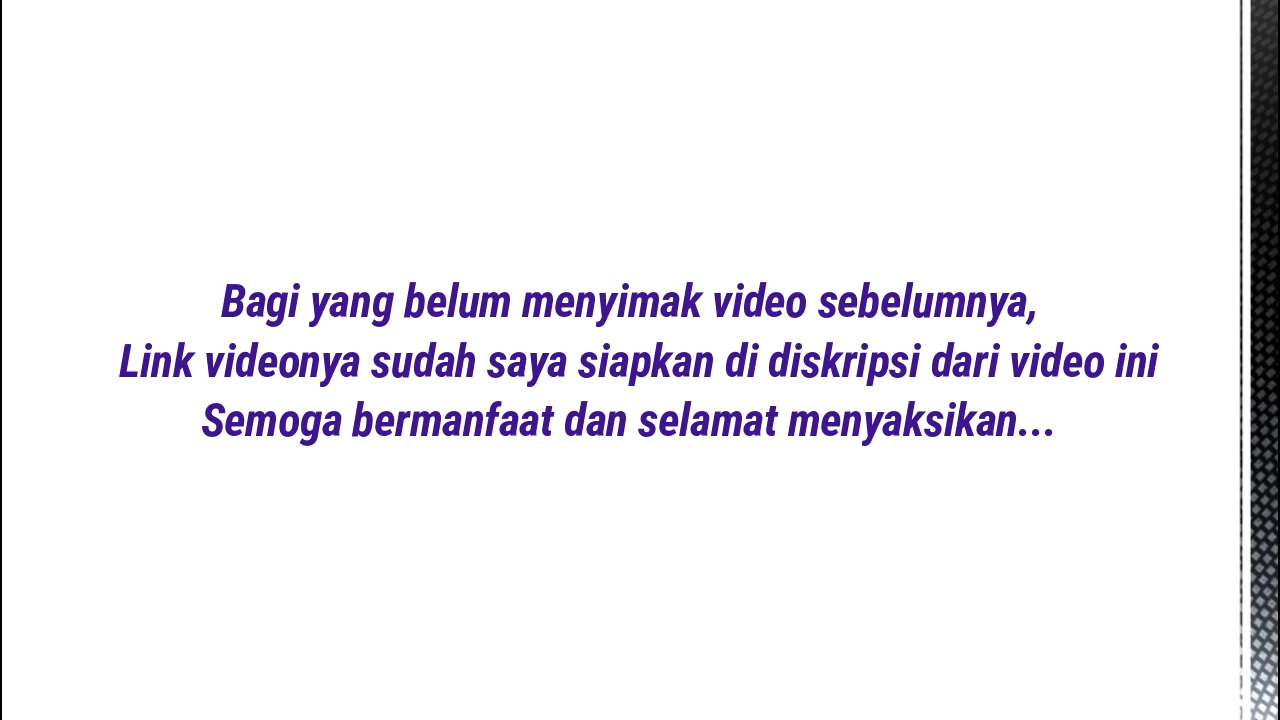 Bagi yang belum menyimak video sebelumnya,
Link videonya sudah saya siapkan di diskripsi dari video ini
Semoga bermanfaat dan selamat menyaksikan...